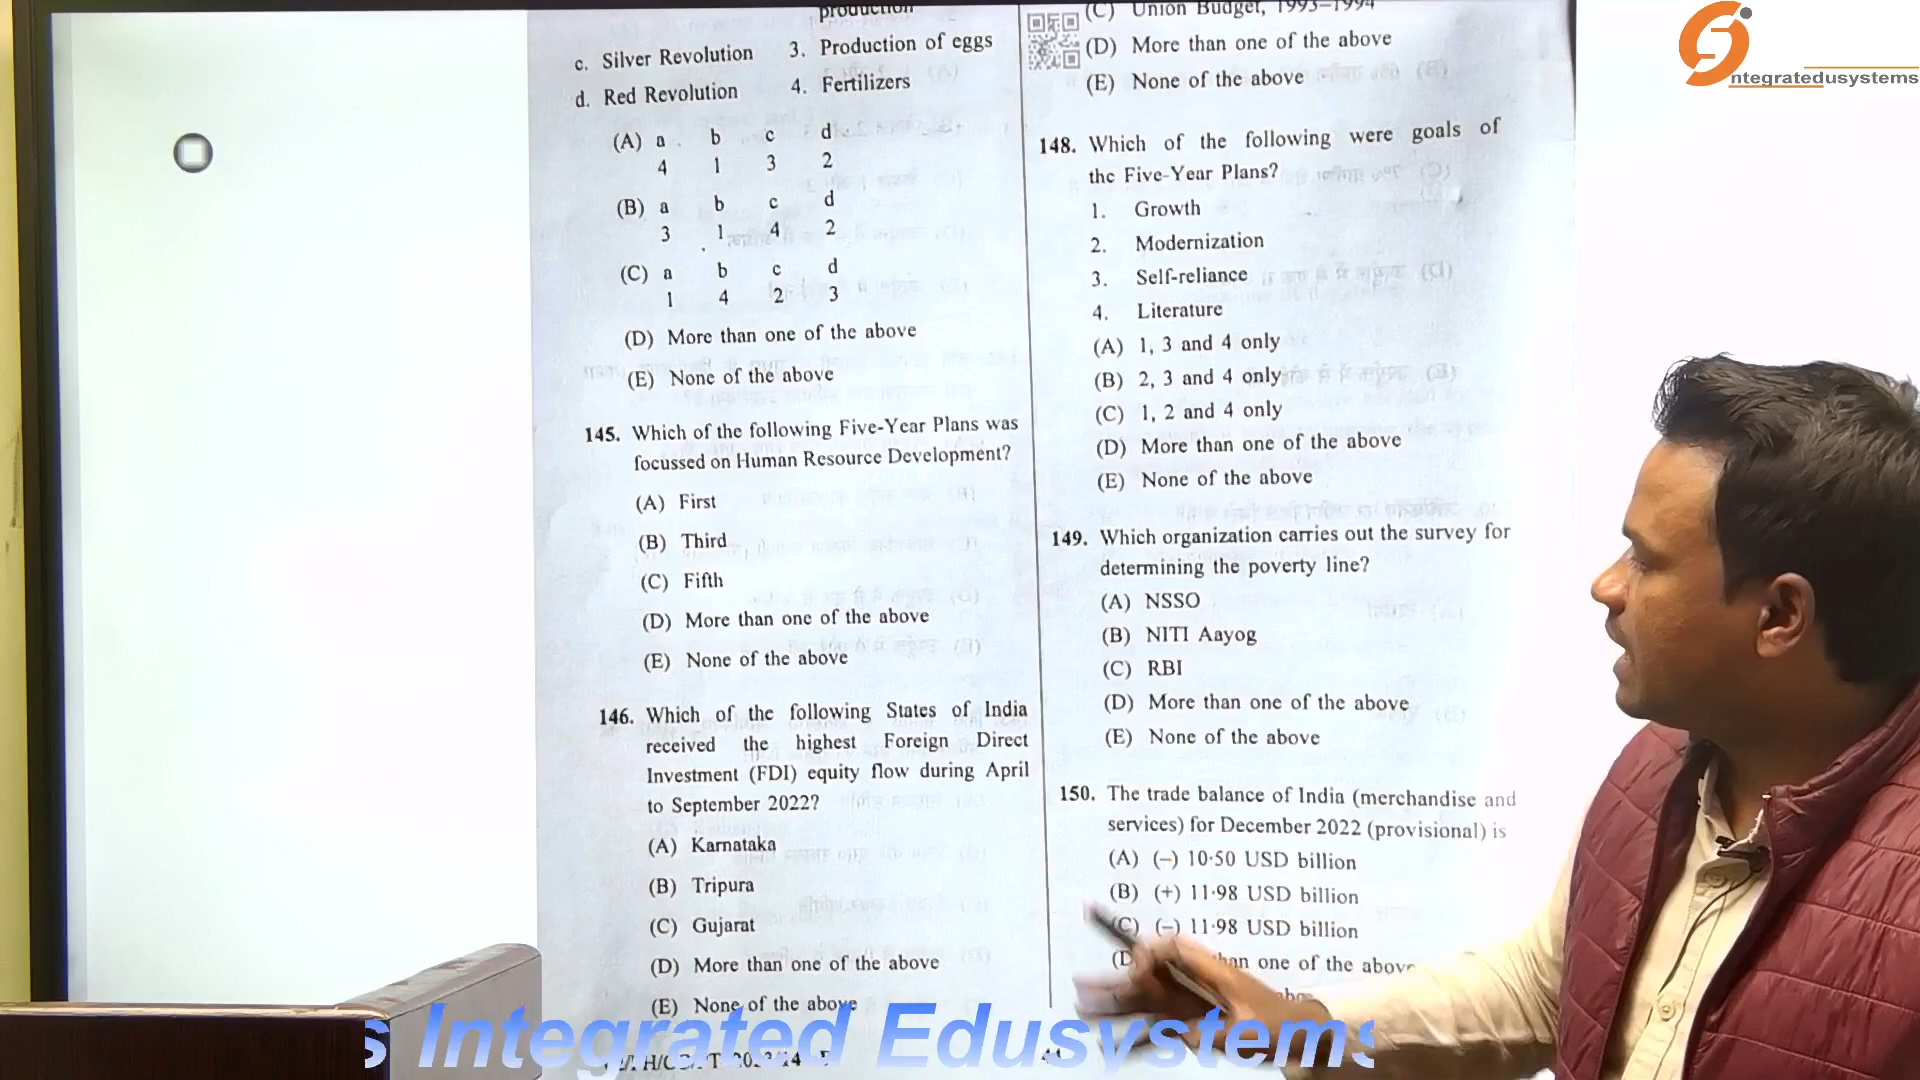 production
c. Silver Revolution 3. Production of eggs
d. Red Revolution 4. Fertilizers
(A) a b c d
4 1 3 2
(B) a b c d
3 1 4 2
(C) a b c d
1 4 2 3
(D) More than one of the above
(E) None of the above
145. Which of the following Five-Year Plans was
focussed on Human Resource Development?
(A) First
(B) Third
(C) Fifth
(D) More than one of the above
(E) None of the above
146. Which of the following States of India
received the highest Foreign Direct
Investment (FDI) equity flow during April
to September 2022?
(A) Karnataka
(B) Tripura
(C) Gujarat
(D) More than one of the above
(E) None of the above
(C) Union Budget, 1993–1994
(D) More than one of the above
(E) None of the above
148. Which of the following were goals of
the Five-Year Plans?
1. Growth
2. Modernization
3. Self-reliance
4. Literature
(A) 1, 3 and 4 only
(B) 2, 3 and 4 only
(C) 1, 2 and 4 only
(D) More than one of the above
(E) None of the above
149. Which organization carries out the survey for
determining the poverty line?
(A) NSSO
(B) NITI Aayog
(C) RBI
(D) More than one of the above
(E) None of the above
150. The trade balance of India (merchandise and
services) for December 2022 (provisional) is
(A) (–) 10·50 USD billion
(B) (+) 11·98 USD billion
(C) (–) 11·98 USD billion
one of the above
ntegratedusystems
s Integrated Edusystems